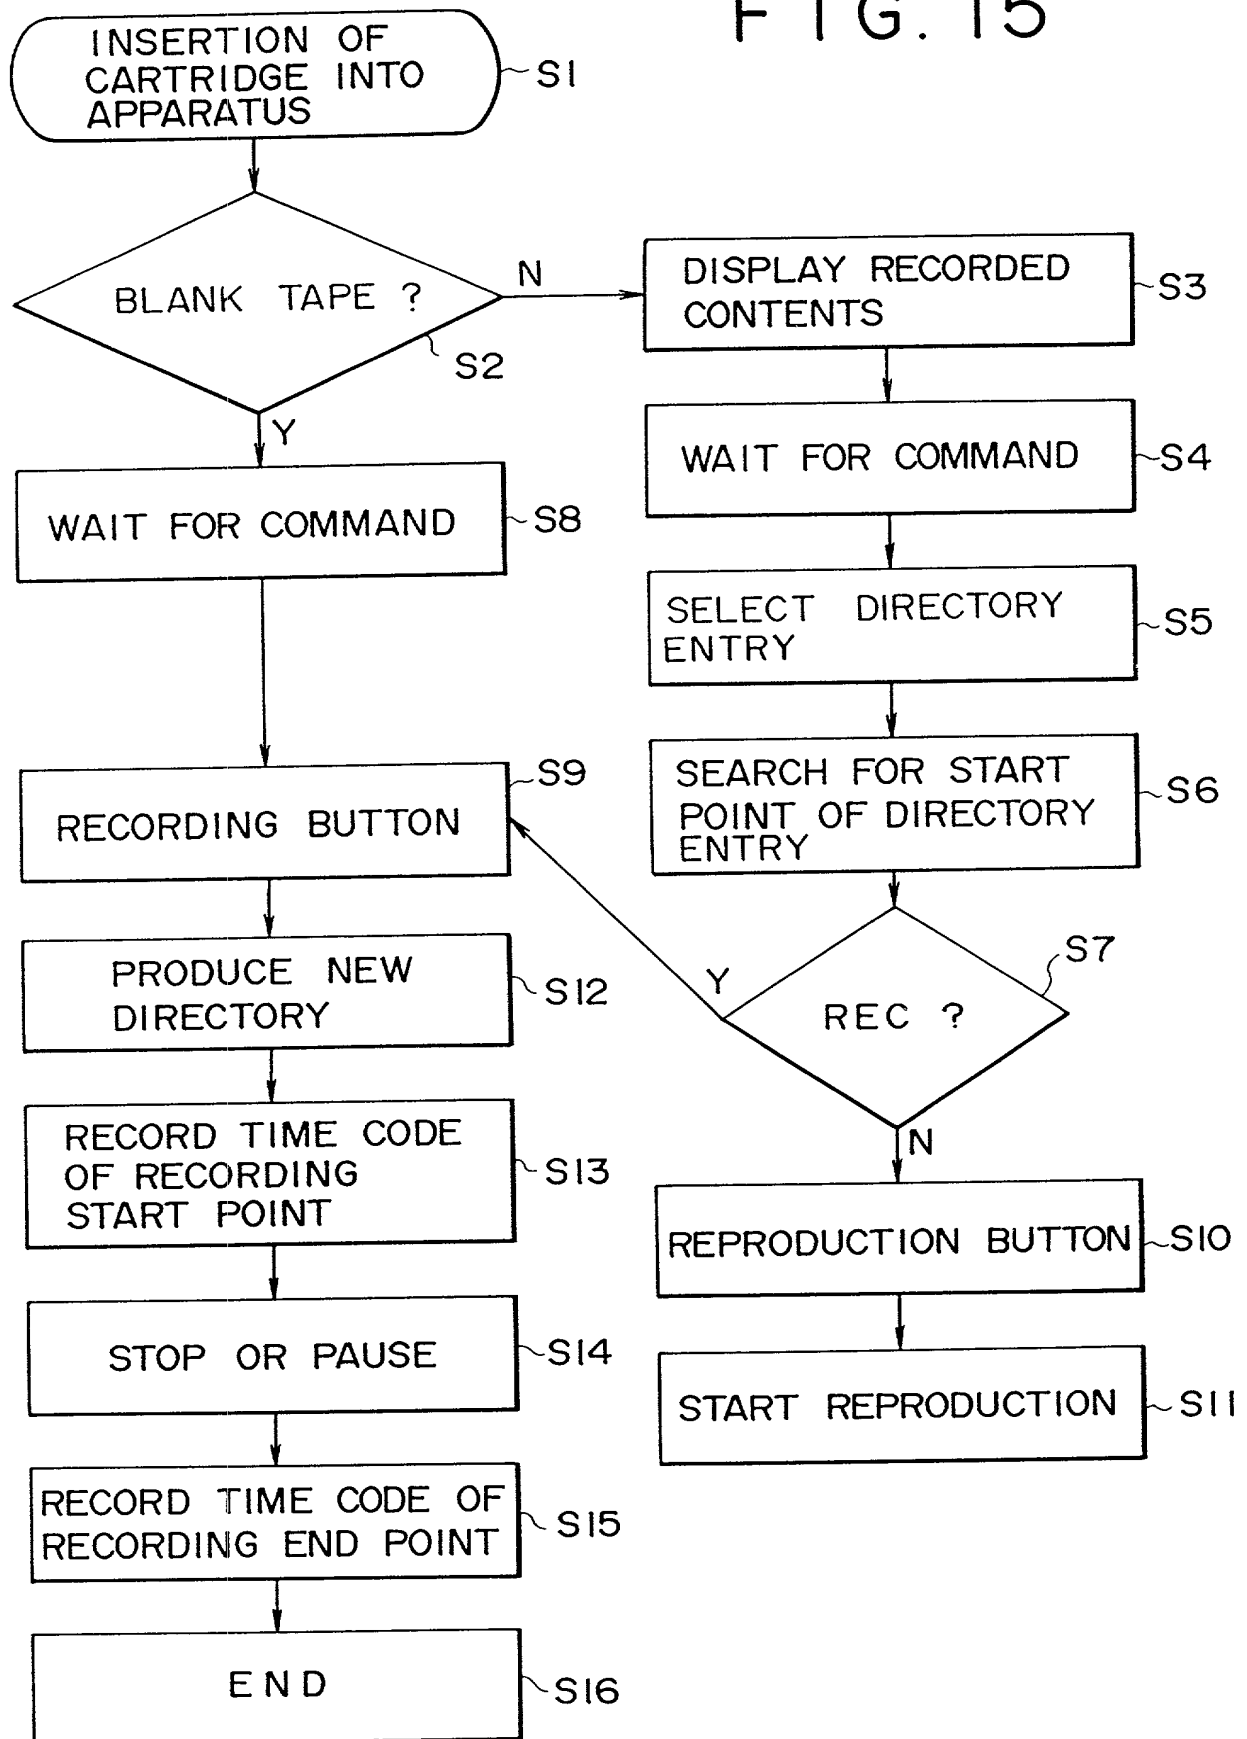 FIG. 15
INSERTION OF
CARTRIDGE INTO
APPARATUS
S1
BLANK TAPE ?
S2
N
Y
DISPLAY RECORDED
CONTENTS
S3
WAIT FOR COMMAND
S4
WAIT FOR COMMAND
S8
SELECT DIRECTORY
ENTRY
S5
SEARCH FOR START
POINT OF DIRECTORY
ENTRY
S6
RECORDING BUTTON
S9
REC ?
S7
Y
N
PRODUCE NEW
DIRECTORY
S12
RECORD TIME CODE
OF RECORDING
START POINT
S13
REPRODUCTION BUTTON
S10
STOP OR PAUSE
S14
START REPRODUCTION
S11
RECORD TIME CODE OF
RECORDING END POINT
S15
END
S16